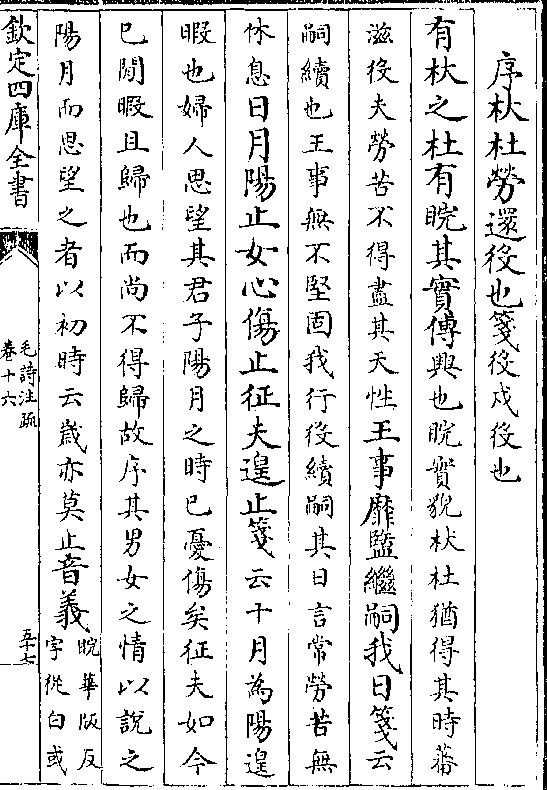 序杕杜勞還役也箋役戍役也
有杕之杜有睆其實傳興也睆實貌杕杜猶得其時蕃
滋役夫勞苦不得盡其天性王事靡盬繼嗣我日箋云
嗣續也王事無不堅固我行役續嗣其日言常勞苦無
休息日月陽止女心傷止征夫遑止箋云十月為陽遑
暇也婦人思望其君子陽月之時已憂傷矣征夫如今
已閒暇且歸也而尚不得歸故序其男女之情以說之
陽月而思望之者以初時云歲亦莫止音義
睆華版反
字從白或
欽定四庫全書
毛詩注疏
卷十六
五十七